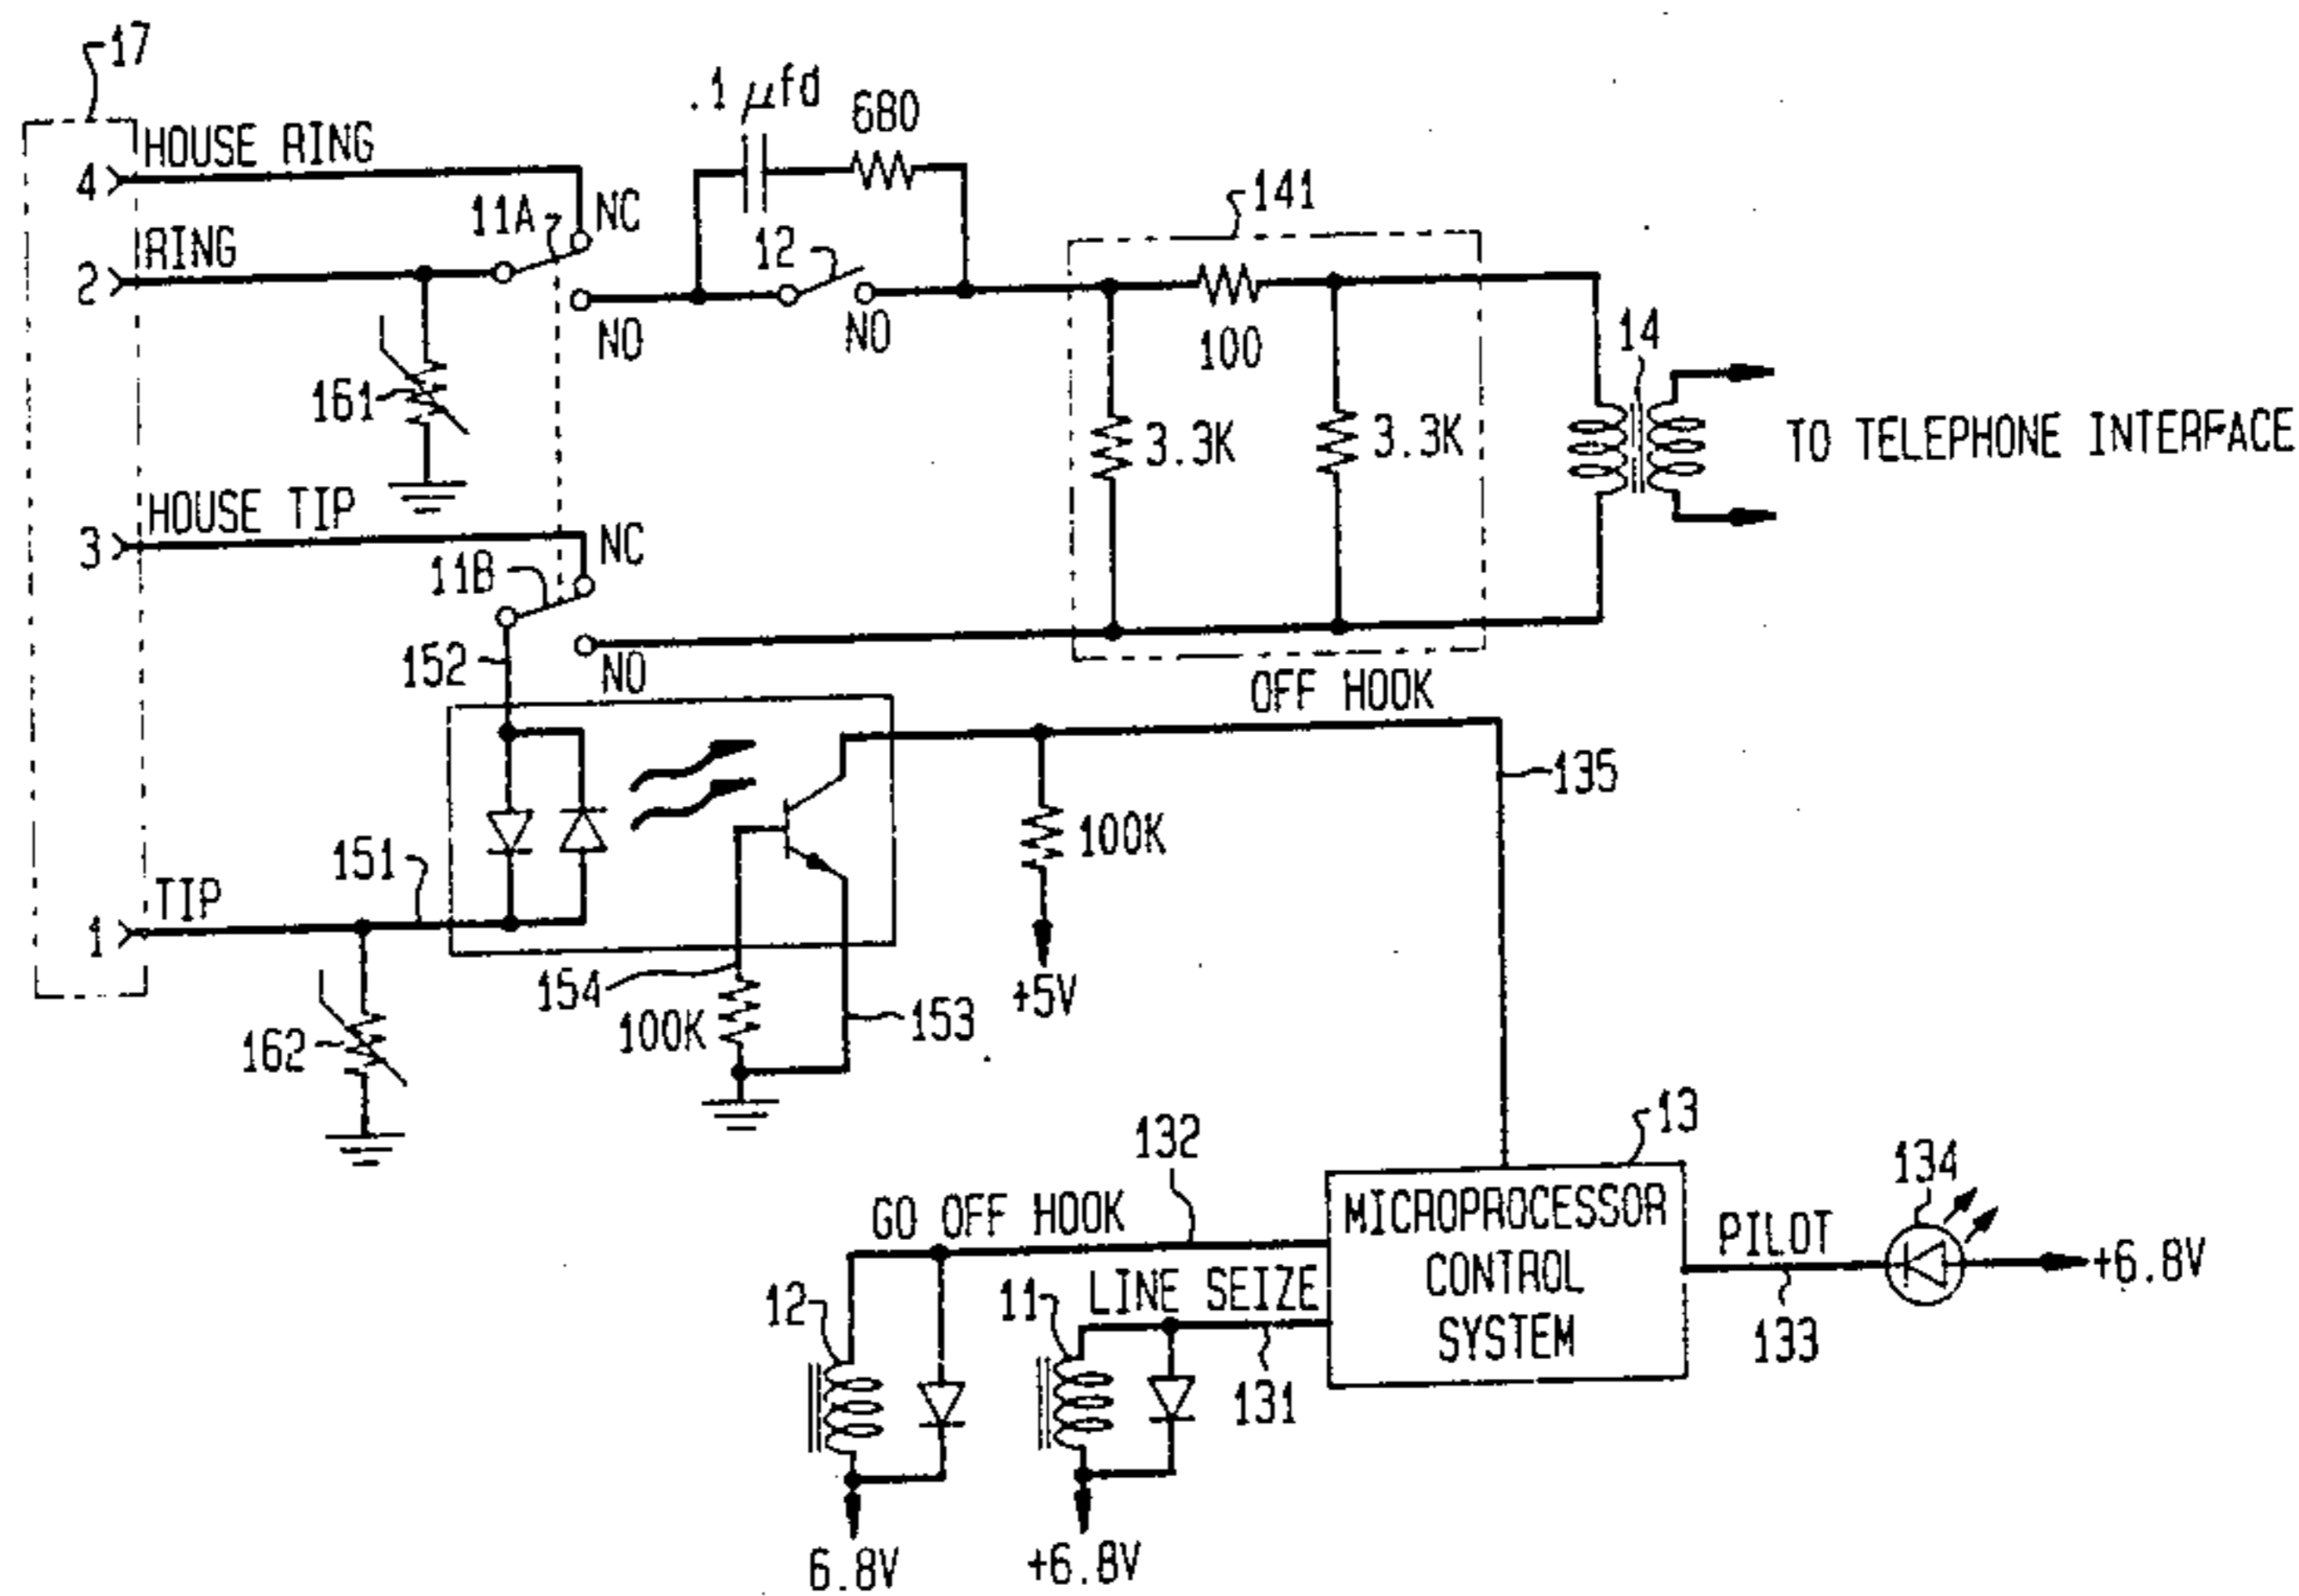 17
.1 µfd
680
HOUSE RING
4
11A
NC
141
RING
2
12
NO
NO
100
14
161
3.3K
3.3K
TO TELEPHONE INTERFACE
HOUSE TIP
3
NC
11B
152
NO
OFF HOOK
135
151
100K
TIP
1
154
+5V
153
162
100K
132
13
134
GO OFF HOOK
MICROPROCESSOR
CONTROL
SYSTEM
PILOT
+6.8V
12
11
LINE SEIZE
133
131
6.8V
+6.8V